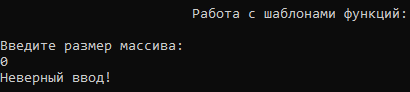 Работа с шаблонами функций:
Введите размер массива:
0
Неверный ввод!